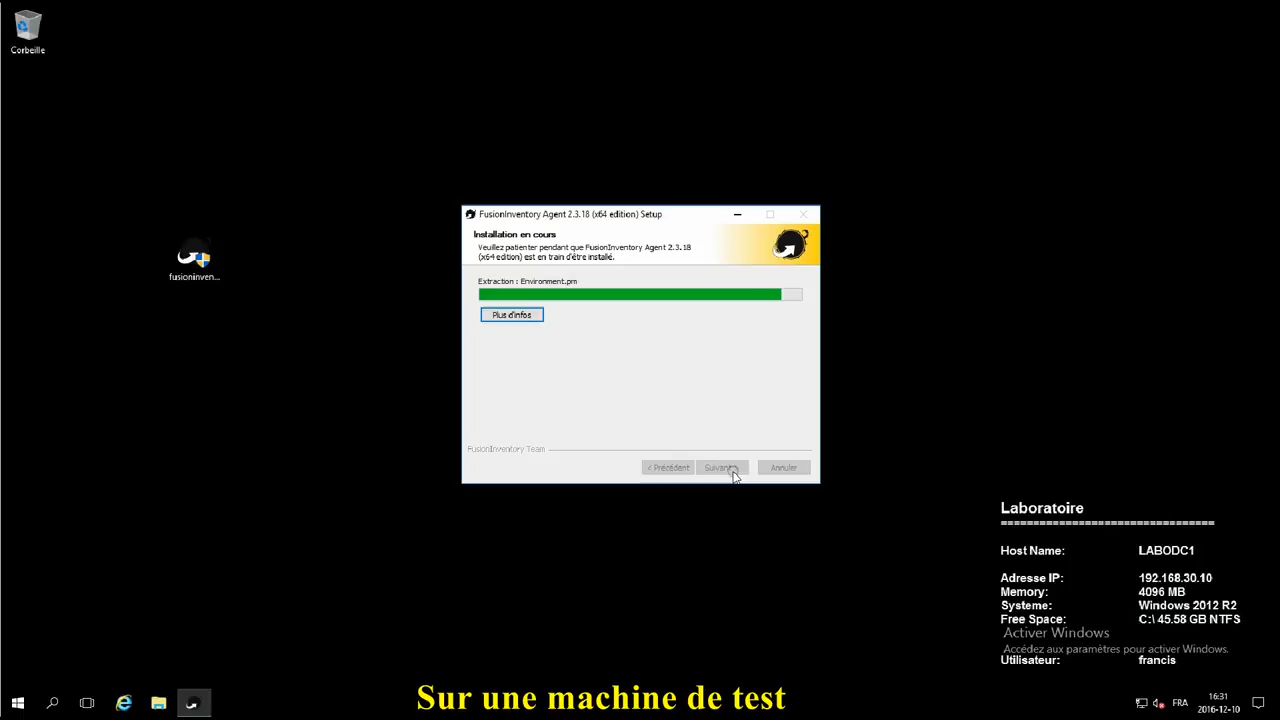 Corbeille
fusioninven...
FusionInventory Agent 2.3.18 (x64 edition) Setup
Installation en cours
Veuillez patienter pendant que FusionInventory Agent 2.3.18
(x64 edition) est en train d'être installé.
Extraction : Environment.pm
Plus d'infos
FusionInventory Team
< Précédent
Suivant >
Annuler
Laboratoire
=================================
Host Name: LABODC1
Adresse IP: 192.168.30.10
Memory: 4096 MB
Systeme: Windows 2012 R2
Free Space: C:\ 45.58 GB NTFS
Activer Windows
Accédez aux paramètres pour activer Windows.
Utilisateur: francis
Sur une machine de test
FRA
16:31
2016-12-10